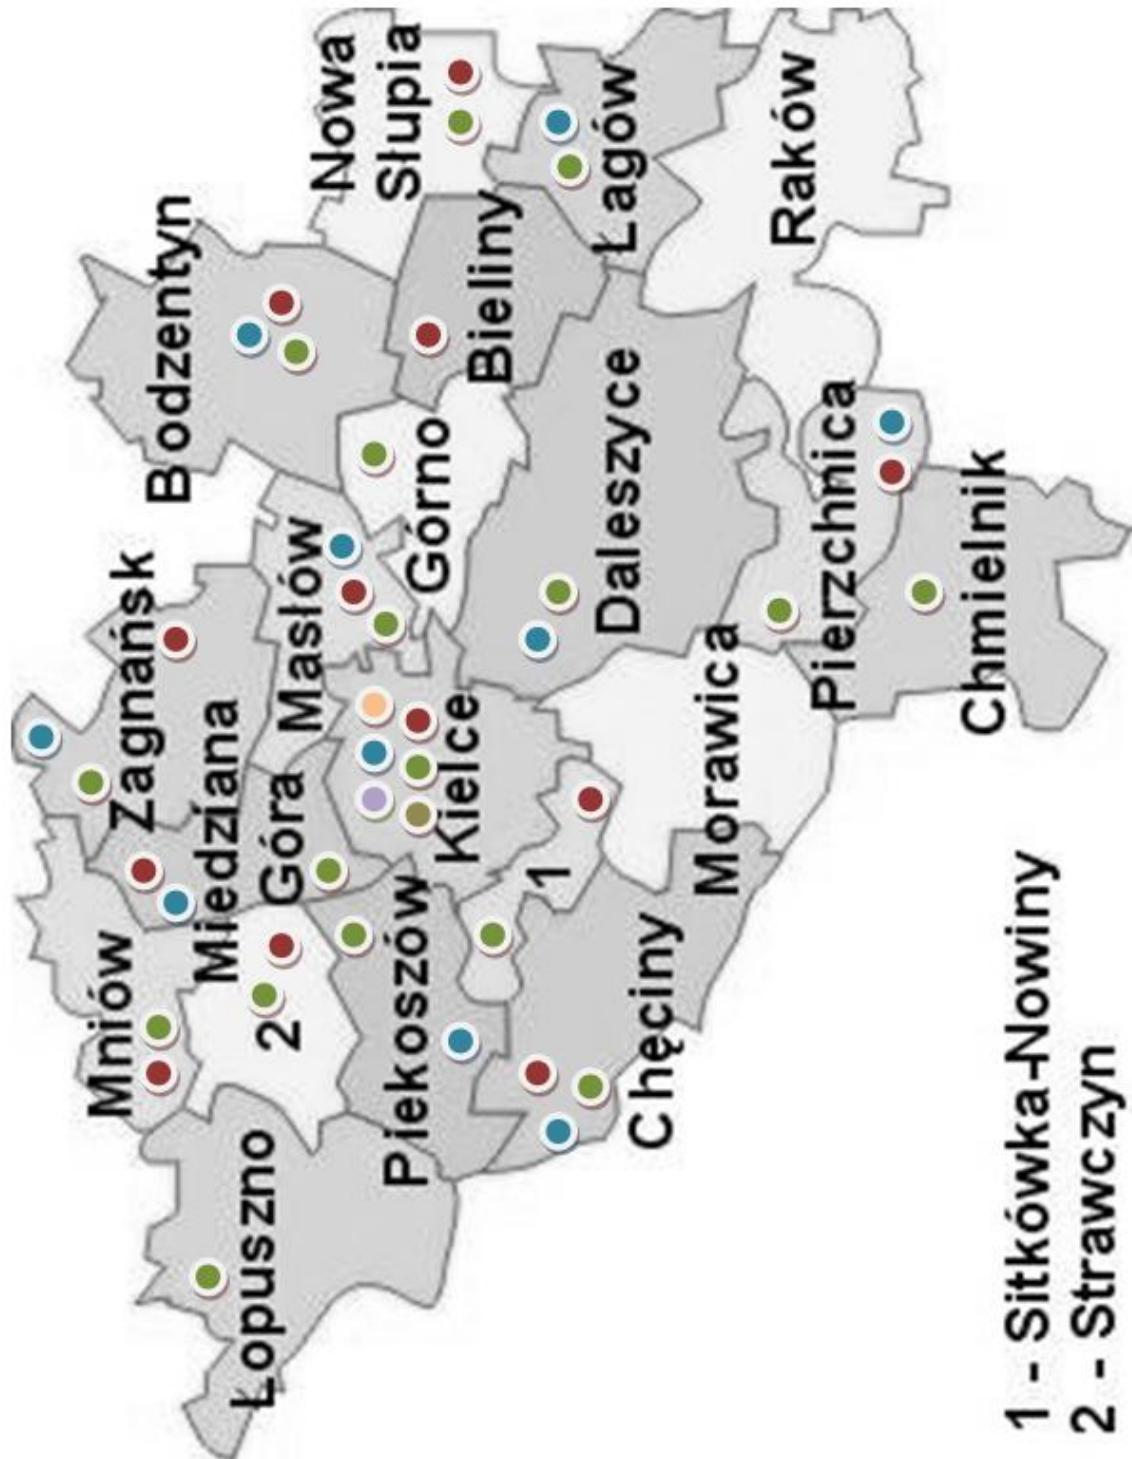 Zagnańsk
Bodzentyn
Mniów
Miedziana
Góra
Masłów
Nowa
Słupia
Łopuszno
2
Górno
Bieliny
Piekoszów
Kielce
1
Łagów
Daleszyce
Chęciny
Morawica
Raków
Pierzchnica
Chmielnik
1 - Sitkówka-Nowiny
2 - Strawczyn